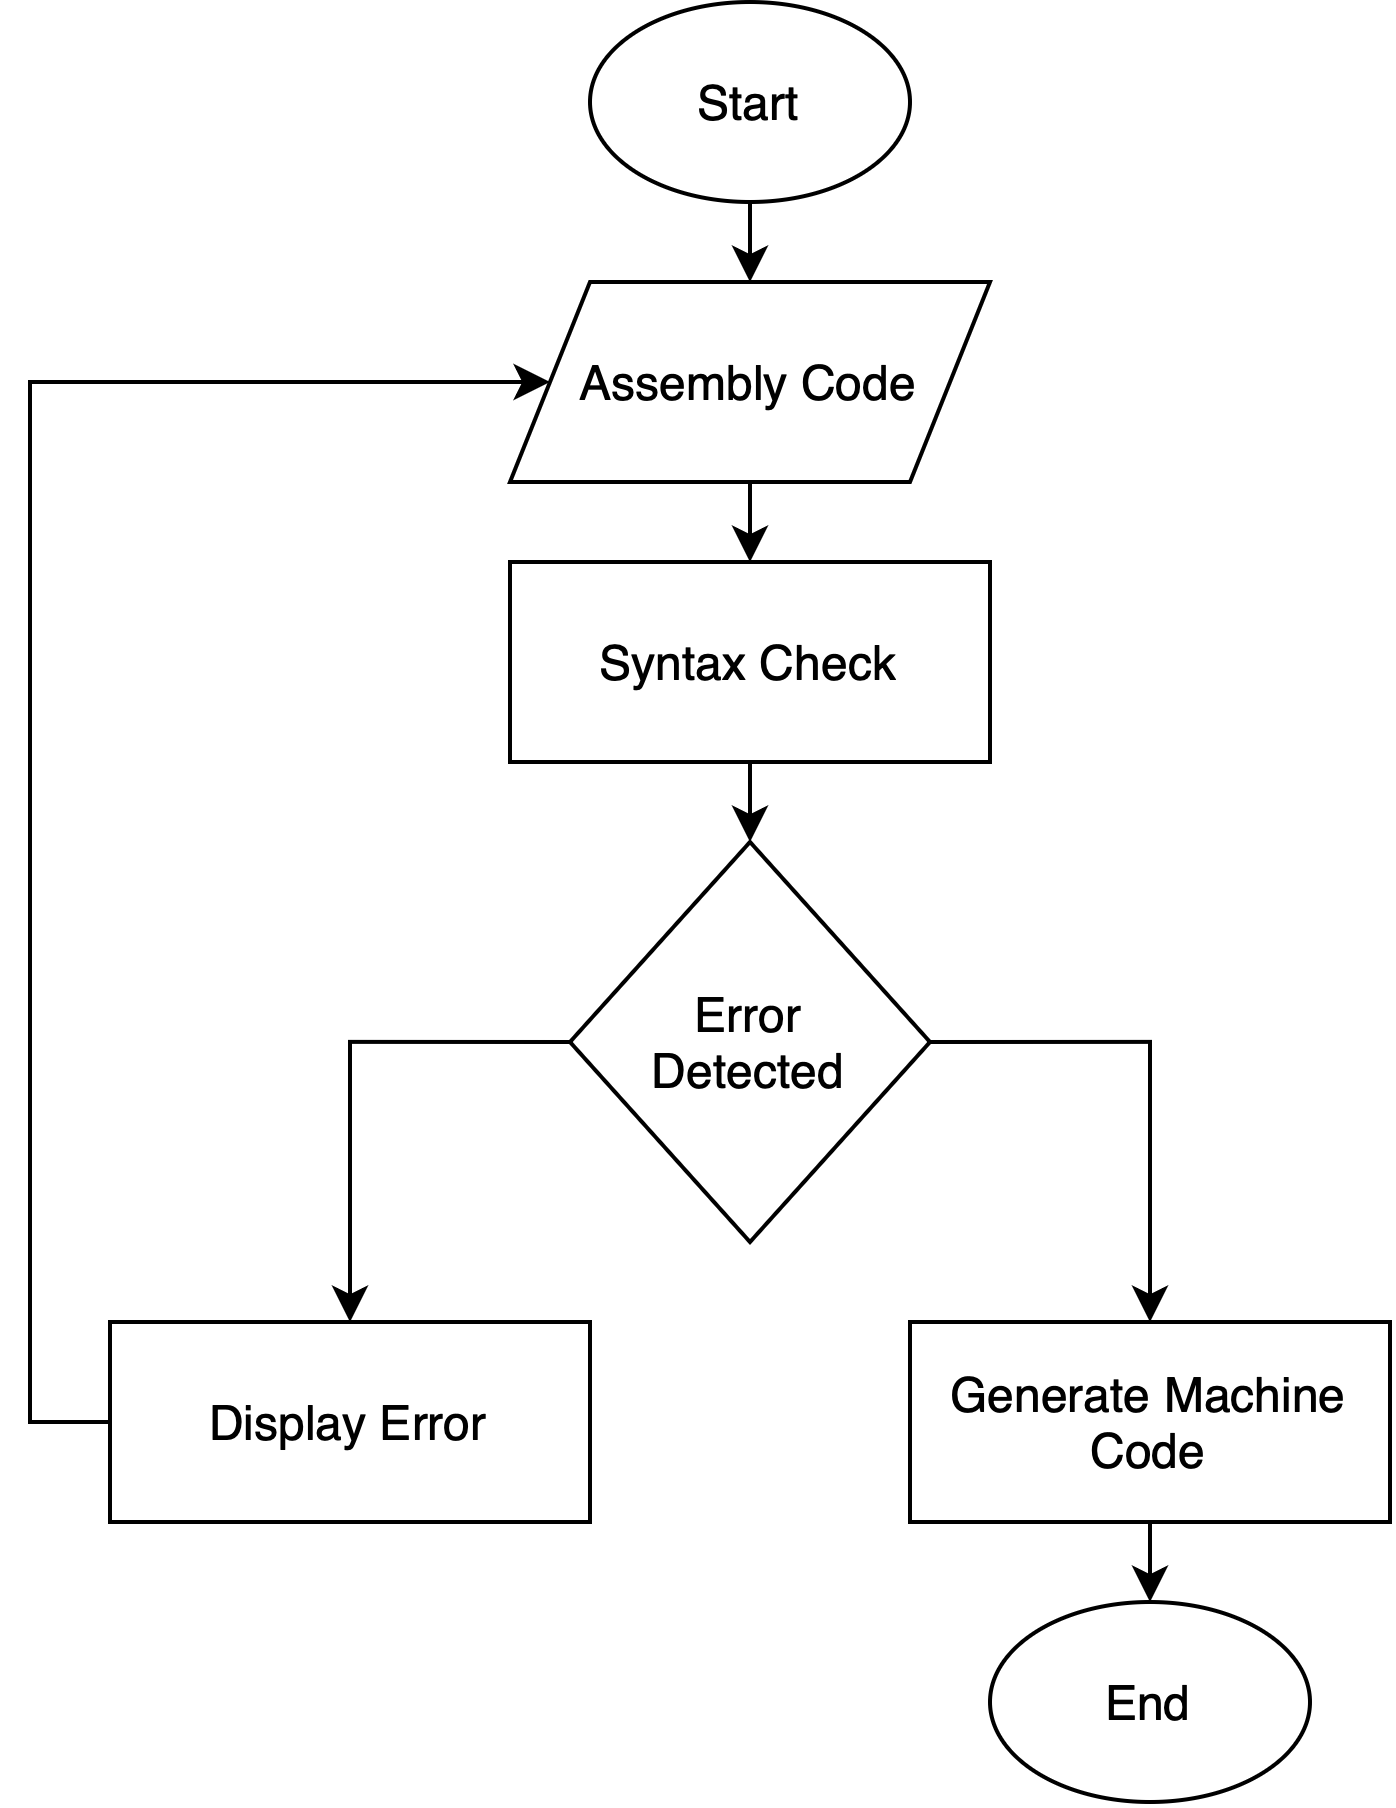 Start
Assembly Code
Syntax Check
Error
Detected
Display Error
Generate Machine
Code
End